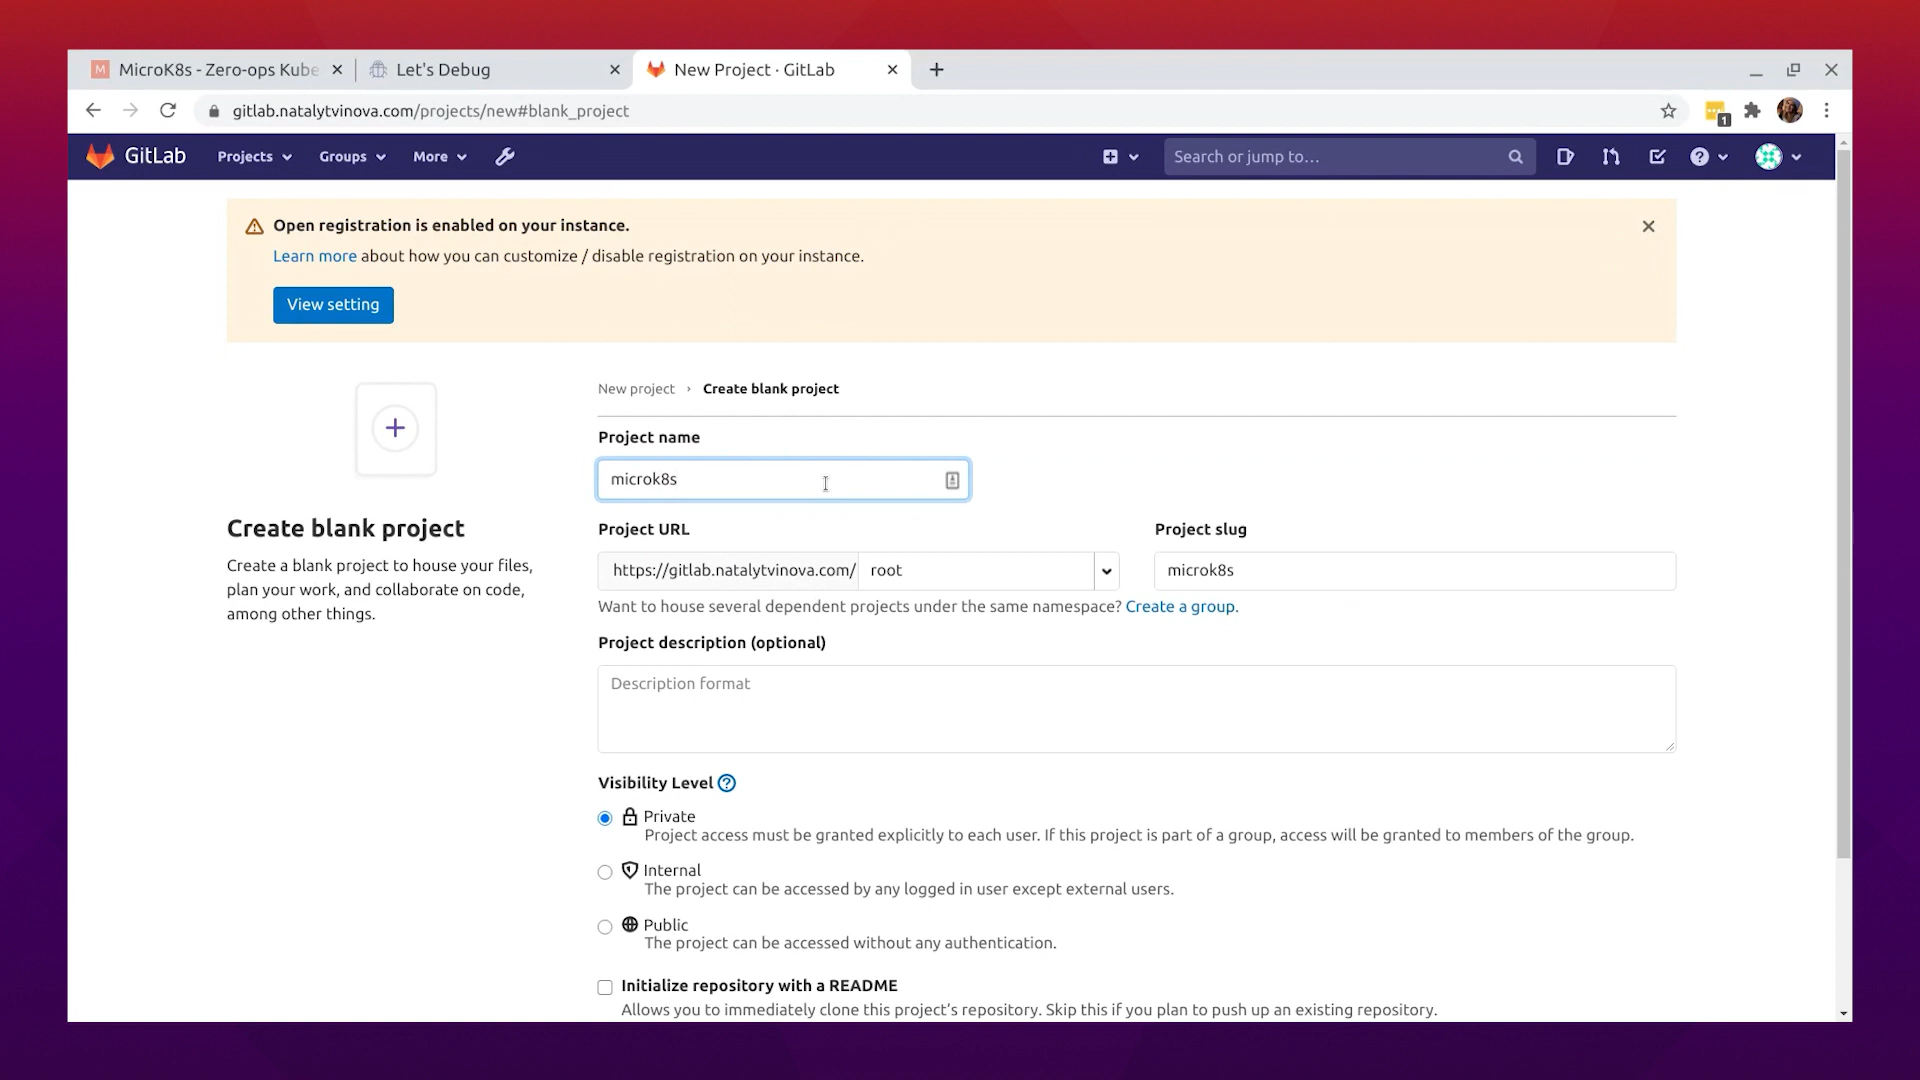 MicroK8s - Zero-ops Kube
Let's Debug
New Project · GitLab
gitlab.natalytvinova.com/projects/new#blank_project
1
GitLab
Projects
Groups
More
Search or jump to…
Open registration is enabled on your instance.
Learn more about how you can customize / disable registration on your instance.
View setting
New project › Create blank project
Project name
microk8s
Create blank project
Create a blank project to house your files,
plan your work, and collaborate on code,
among other things.
Project URL
Project slug
https://gitlab.natalytvinova.com/ root
microk8s
Want to house several dependent projects under the same namespace? Create a group.
Project description (optional)
Description format
Visibility Level
Private
Project access must be granted explicitly to each user. If this project is part of a group, access will be granted to members of the group.
Internal
The project can be accessed by any logged in user except external users.
Public
The project can be accessed without any authentication.
Initialize repository with a README
Allows you to immediately clone this project's repository. Skip this if you plan to push up an existing repository.